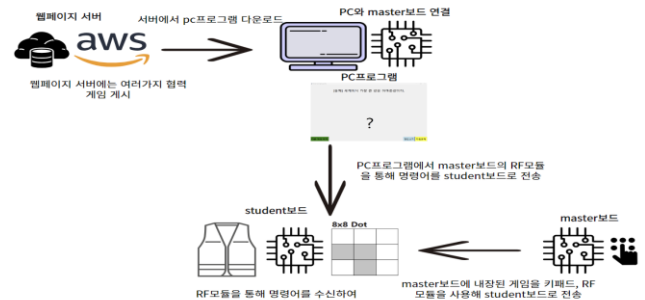 웹페이지 서버
aws
서버에서 pc프로그램 다운로드
PC와 master보드 연결
웹페이지 서버에는 여러가지 협력
게임 게시
PC프로그램
?
PC프로그램에서 master보드의 RF모듈
을 통해 명령어를 student보드로 전송
student보드
8x8 Dot
master보드
RF모듈을 통해 명령어를 수신하여
master보드에 내장된 게임을 키패드, RF
모듈을 사용해 student보드로 전송